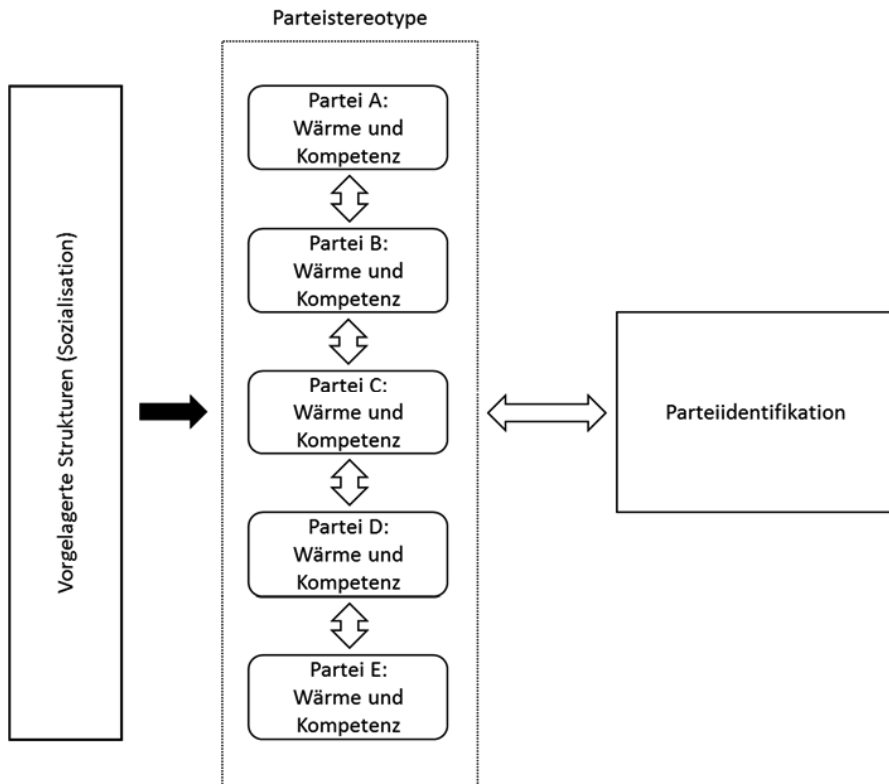 Parteistereotype
Vorgelagerte Strukturen (Sozialisation)
Partei A:
Wärme und
Kompetenz
Partei B:
Wärme und
Kompetenz
Partei C:
Wärme und
Kompetenz
Partei D:
Wärme und
Kompetenz
Partei E:
Wärme und
Kompetenz
Parteiidentifikation